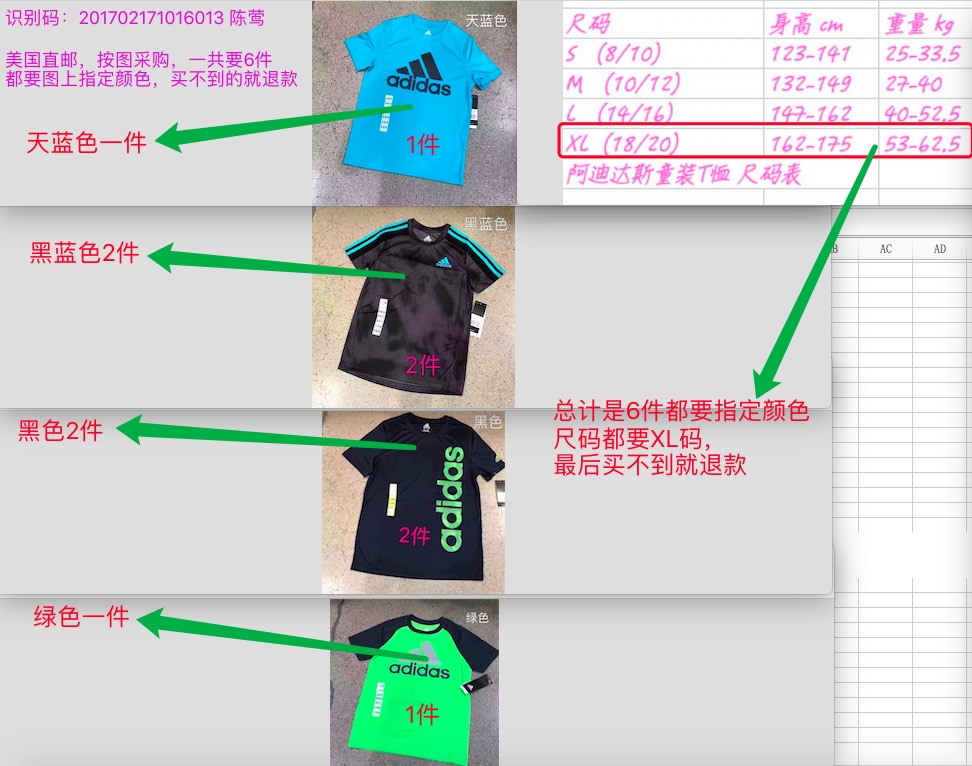 识别码：201702171016013 陈莺
美国直邮，按图采购，一共要6件
都要图上指定颜色，买不到的就退款
天蓝色
adidas
天蓝色一件
1件
尺码 身高 cm 重量 kg
S （8/10） 123-141 25-33.5
M （10/12） 132-149 27-40
L （14/16） 147-162 40-52.5
XL （18/20） 162-175 53-62.5
阿迪达斯童装T恤 尺码表
黑蓝色
黑蓝色2件
2件
B AC AD
黑色
黑色2件
adidas
2件
总计是6件都要指定颜色
尺码都要XL码，
最后买不到就退款
绿色
绿色一件
adidas
1件